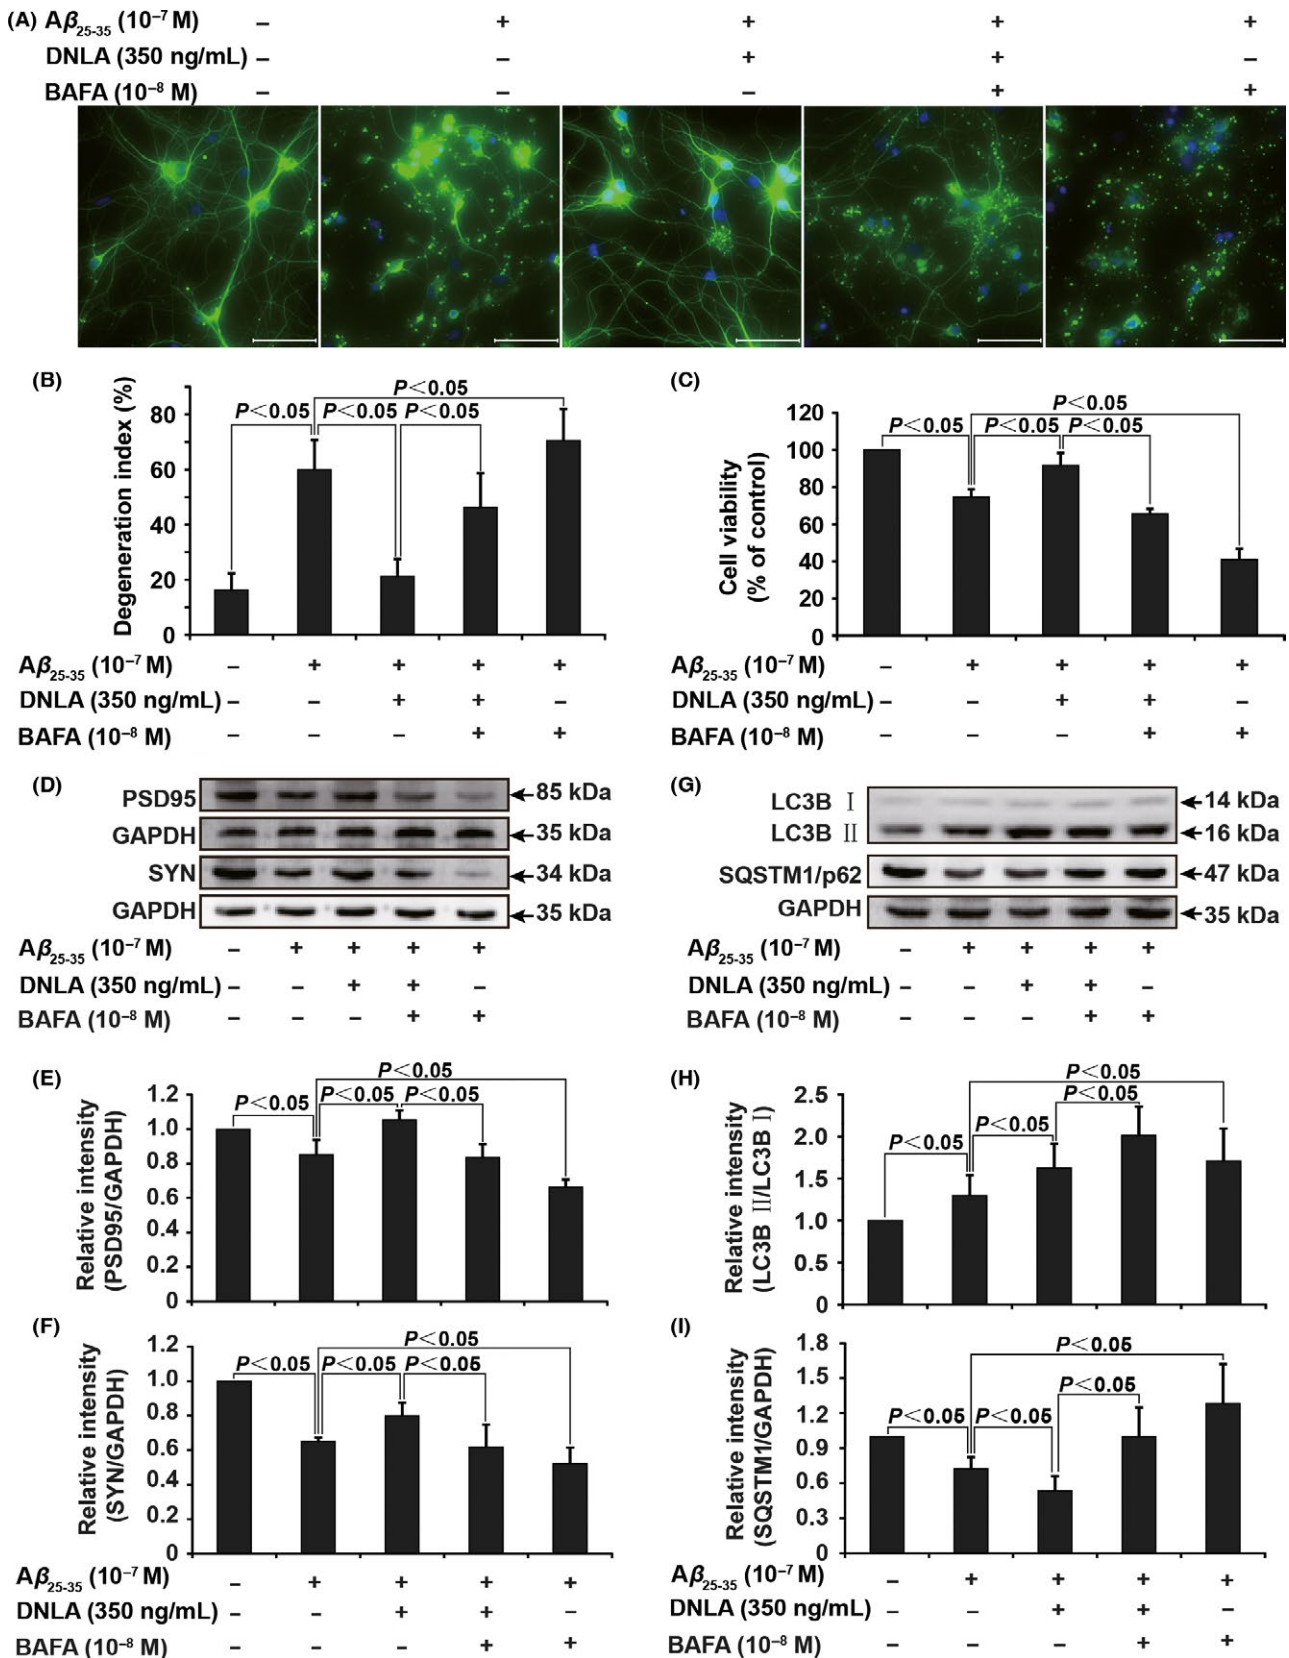 (A) Aβ25-35 (10⁻⁷ M) – + + + +
DNLA (350 ng/mL) – – + + –
BAFA (10⁻⁸ M) – – – + +
(B)
Degeneration index (%)
80
60
40
20
0
P<0.05
P<0.05 P<0.05 P<0.05
Aβ25-35 (10⁻⁷ M) – + + + +
DNLA (350 ng/mL) – – + + –
BAFA (10⁻⁸ M) – – – + +
(C)
Cell viability
(% of control)
120
100
80
60
40
20
0
P<0.05
P<0.05 P<0.05 P<0.05
Aβ25-35 (10⁻⁷ M) – + + + +
DNLA (350 ng/mL) – – + + –
BAFA (10⁻⁸ M) – – – + +
(D)
PSD95 85 kDa
GAPDH 35 kDa
SYN 34 kDa
GAPDH 35 kDa
Aβ25-35 (10⁻⁷ M) – + + + +
DNLA (350 ng/mL) – – + + –
BAFA (10⁻⁸ M) – – – + +
(G)
LC3B Ⅰ 14 kDa
LC3B Ⅱ 16 kDa
SQSTM1/p62 47 kDa
GAPDH 35 kDa
Aβ25-35 (10⁻⁷ M) – + + + +
DNLA (350 ng/mL) – – + + –
BAFA (10⁻⁸ M) – – – + +
(E)
Relative intensity
(PSD95/GAPDH)
1.2
1.0
0.8
0.6
0.4
0.2
0
P<0.05
P<0.05 P<0.05 P<0.05
(H)
Relative intensity
(LC3B Ⅱ/LC3B Ⅰ)
2.5
2.0
1.5
1.0
0.5
0
P<0.05
P<0.05
P<0.05 P<0.05
(F)
Relative intensity
(SYN/GAPDH)
1.2
1.0
0.8
0.6
0.4
0.2
0
P<0.05
P<0.05 P<0.05 P<0.05
Aβ25-35 (10⁻⁷ M) – + + + +
DNLA (350 ng/mL) – – + + –
BAFA (10⁻⁸ M) – – – + +
(I)
Relative intensity
(SQSTM1/GAPDH)
1.8
1.5
1.2
0.9
0.6
0.3
0
P<0.05
P<0.05
P<0.05 P<0.05
Aβ25-35 (10⁻⁷ M) – + + + +
DNLA (350 ng/mL) – – + + –
BAFA (10⁻⁸ M) – – – + +